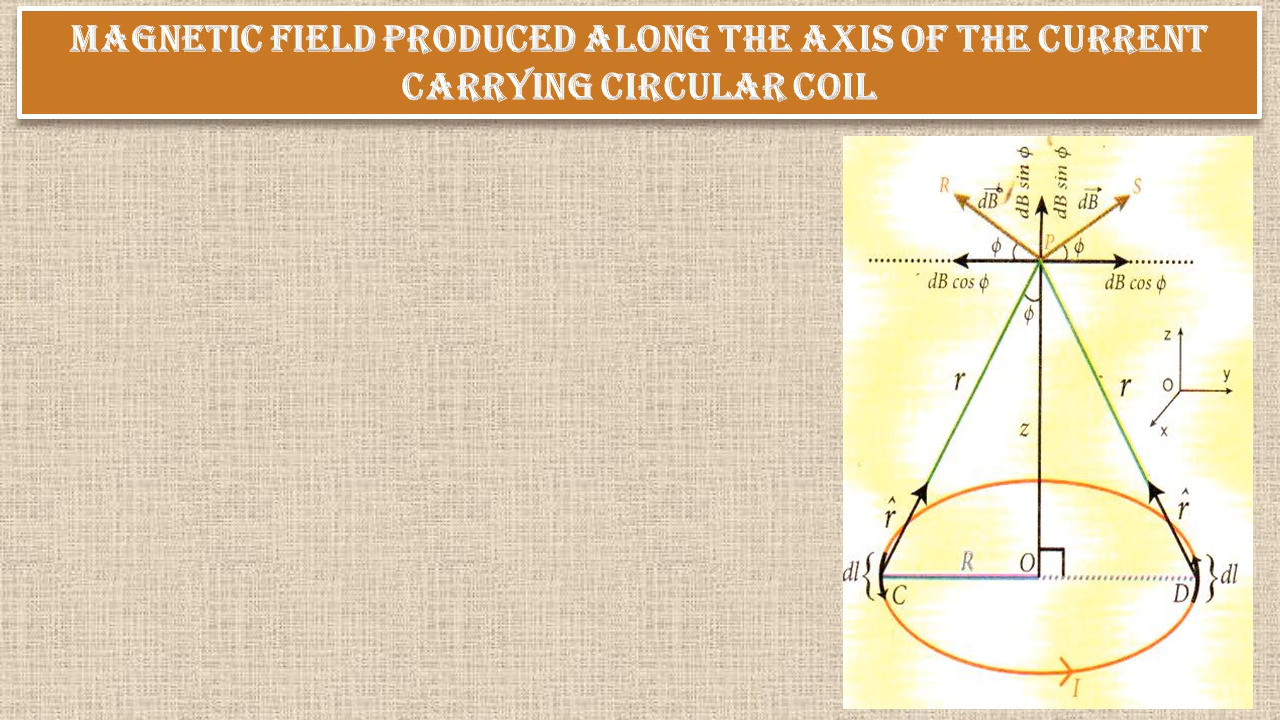 MAGNETIC FIELD PRODUCED ALONG THE AXIS OF THE CURRENT
CARRYING CIRCULAR COIL
dB sin ϕ
dB sin ϕ
R
dB
dB
S
P
ϕ
ϕ
dB cos ϕ
dB cos ϕ
ϕ
z
r
r
O
y
x
z
r̂
r̂
R
O
dl
C
D
dl
I